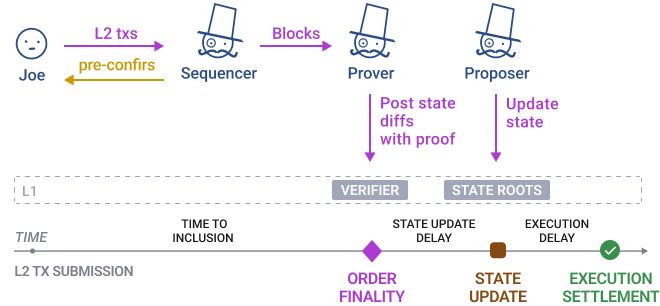 L2 txs
pre-confirs
Blocks
Joe
Sequencer
Prover
Proposer
Post state
diffs
with proof
Update
state
L1
VERIFIER
STATE ROOTS
TIME
TIME TO
INCLUSION
STATE UPDATE
DELAY
EXECUTION
DELAY
L2 TX SUBMISSION
ORDER
FINALITY
STATE
UPDATE
EXECUTION
SETTLEMENT